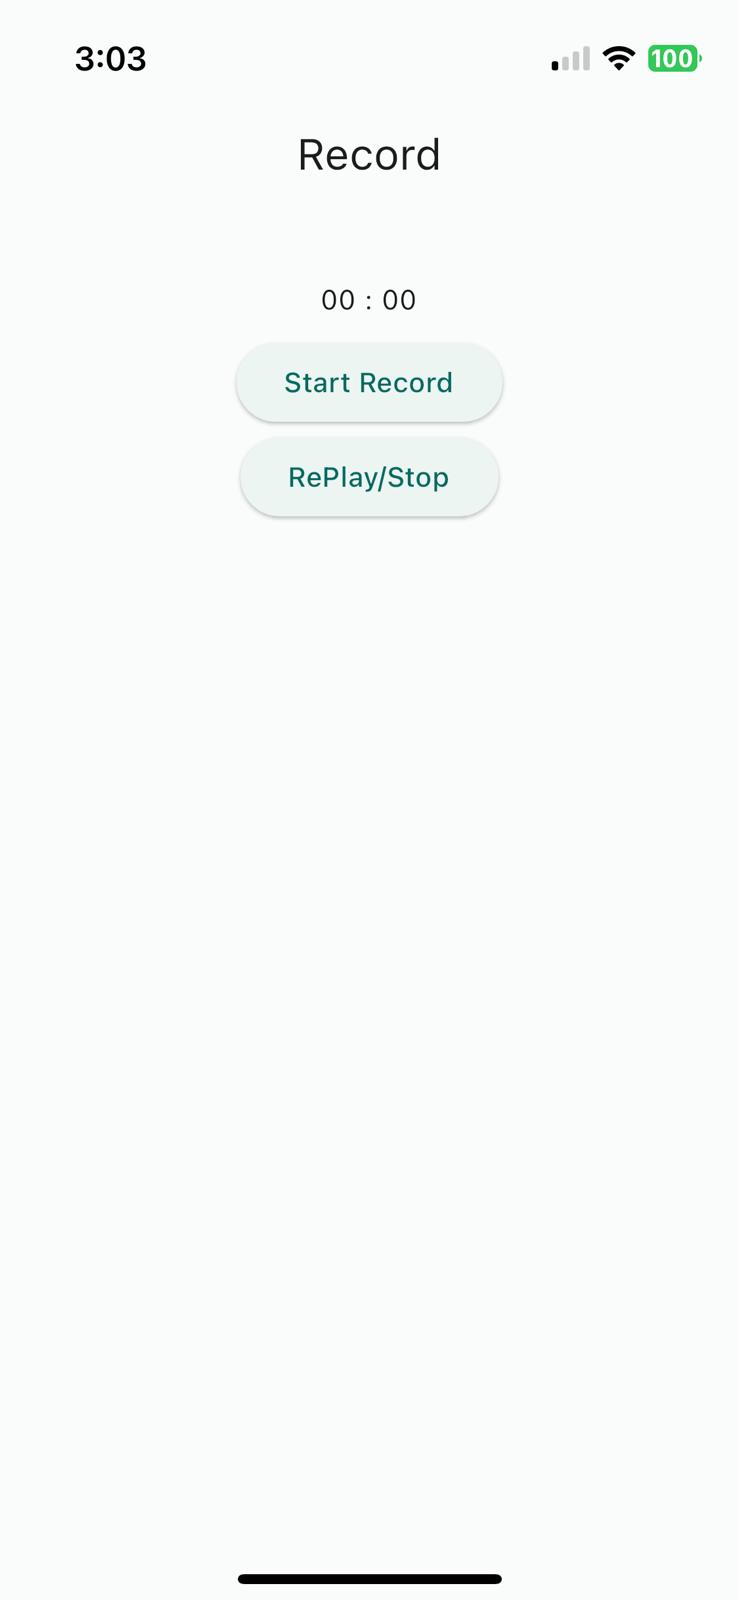 3:03
100
Record
00 : 00
Start Record
RePlay/Stop